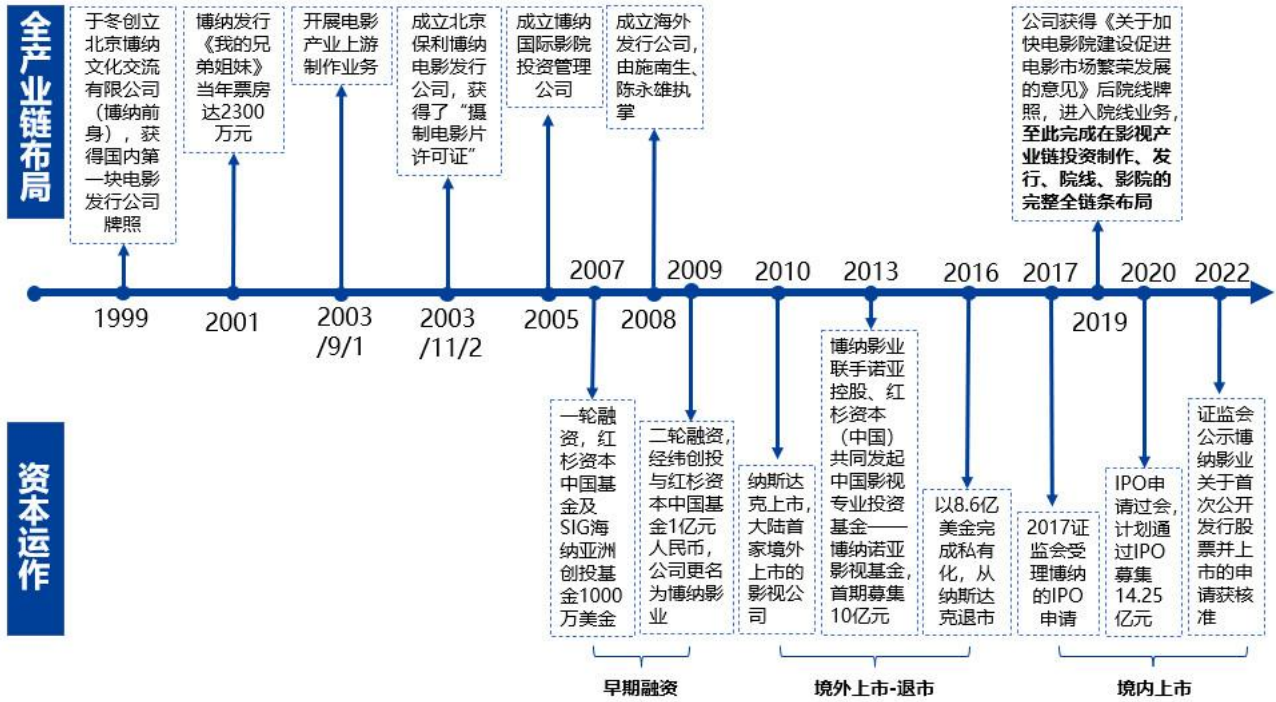 全产业链布局
于冬创立
北京博纳
文化交流
有限公司
（博纳前
身），获
得国内第
一块电影
发行公司
牌照
博纳发行
《我的兄
弟姐妹》
当年票房
达2300
万元
开展电影
产业上游
制作业务
成立北京
保利博纳
电影发行
公司，获
得了“摄
制电影片
许可证”
成立博纳
国际影院
投资管理
公司
成立海外
发行公司，
由施南生、
陈永雄执
掌
公司获得《关于加
快电影院建设促进
电影市场繁荣发展
的意见》后院线牌
照，进入院线业务，
至此完成在影视产
业链投资制作、发
行、院线、影院的
完整全链条布局
1999
2001
2003
/9/1
2003
/11/2
2005
2007
2008
2009
2010
2013
2016
2017
2019
2020
2022
资本运作
一轮融
资，红
杉资本
中国基
金及
SIG海
纳亚洲
创投基
金1000
万美金
二轮融资，
经纬创投
与红杉资
本中国基
金1亿元
人民币，
公司更名
为博纳影
业
纳斯达
克上市，
大陆首
家境外
上市的
影视公
司
博纳影业
联手诺亚
控股、红
杉资本
（中国）
共同发起
中国影视
专业投资
基金——
博纳诺亚
影视基金，
首期募集
10亿元
以8.6亿
美金完
成私有
化，从
纳斯达
克退市
2017证
监会受
理博纳
的IPO
申请
IPO申
请过会，
计划通
过IPO
募集
14.25
亿元
证监会
公示博
纳影业
关于首
次公开
发行股
票并上
市的申
请获核
准
早期融资
境外上市-退市
境内上市